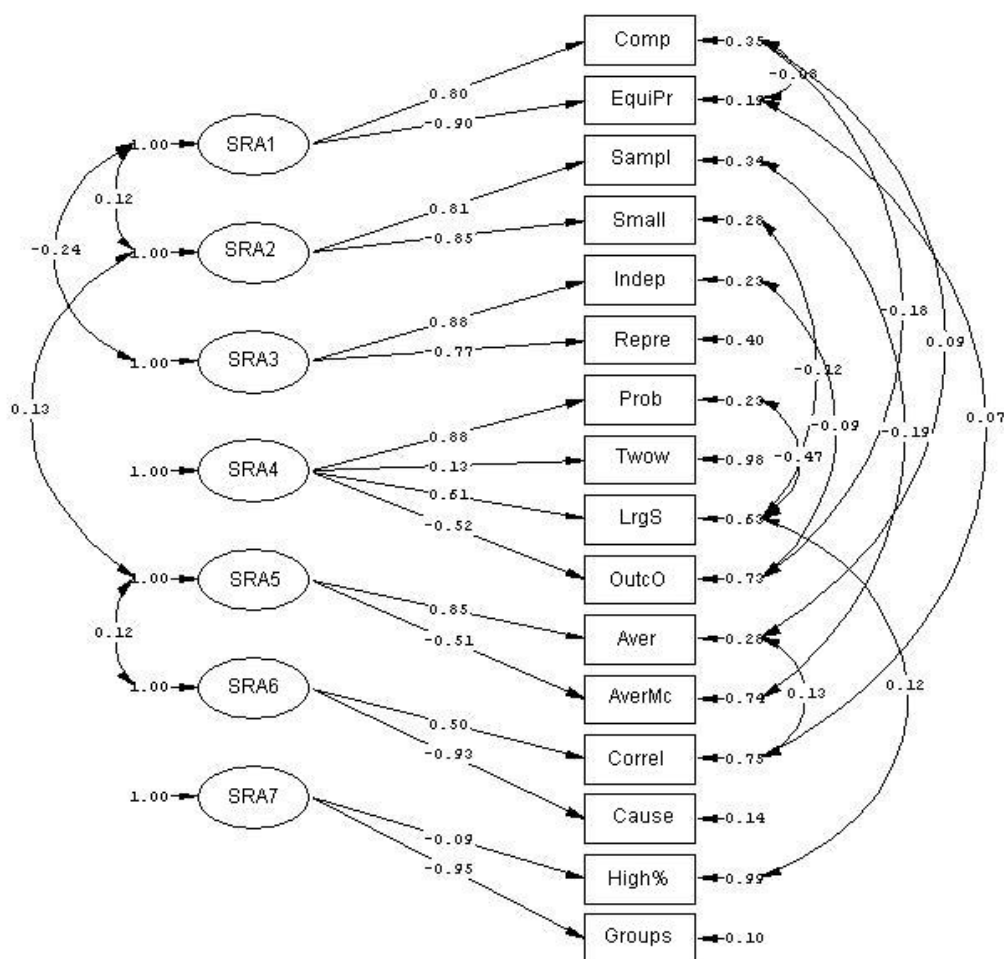 Comp
0.35
-0.08
0.80
EquiPr
0.19
-0.90
1.00
SRA1
Sampl
0.34
0.12
0.81
Small
0.28
-0.24
1.00
SRA2
-0.85
Indep
0.23
-0.18
0.88
Repre
0.40
0.09
1.00
SRA3
-0.77
-0.12
Prob
0.23
0.13
0.07
0.88
-0.09
-0.19
Twow
0.98
-0.47
1.00
SRA4
0.13
0.61
LrgS
0.63
-0.52
OutcO
0.73
1.00
SRA5
0.85
Aver
0.28
0.12
-0.51
AverMc
0.74
0.13
0.12
1.00
SRA6
0.50
Correl
0.75
-0.93
1.00
SRA7
Cause
0.14
-0.09
High%
0.99
-0.95
Groups
0.10